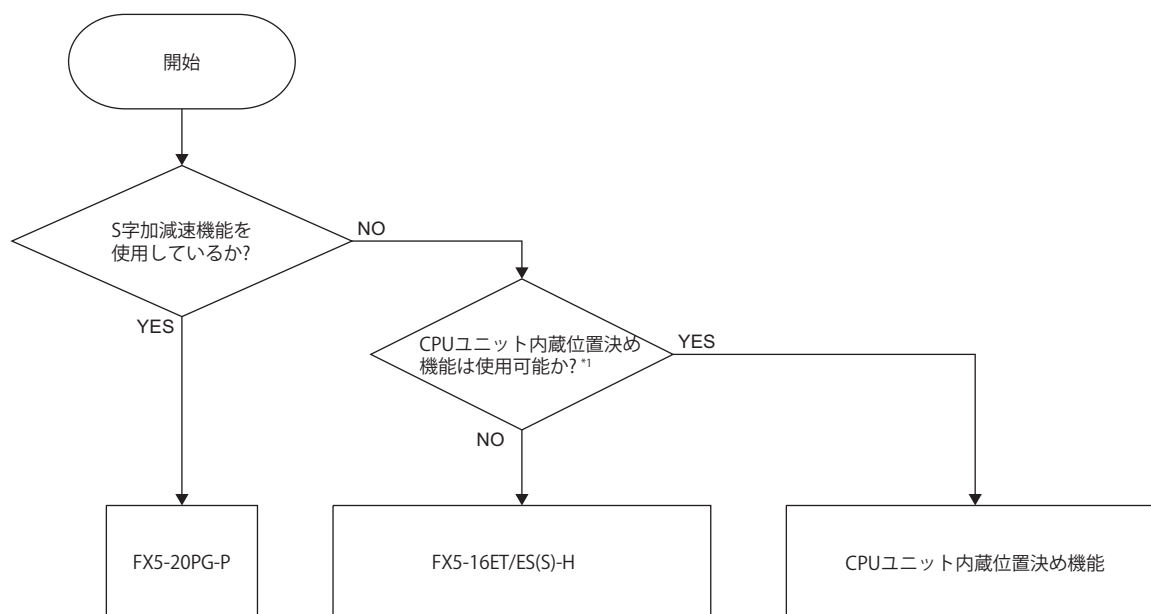 開始
S字加減速機能を
使用しているか?
NO
YES
CPUユニット内蔵位置決め
機能は使用可能か? *1
YES
NO
FX5-20PG-P
FX5-16ET/ES(S)-H
CPUユニット内蔵位置決め機能